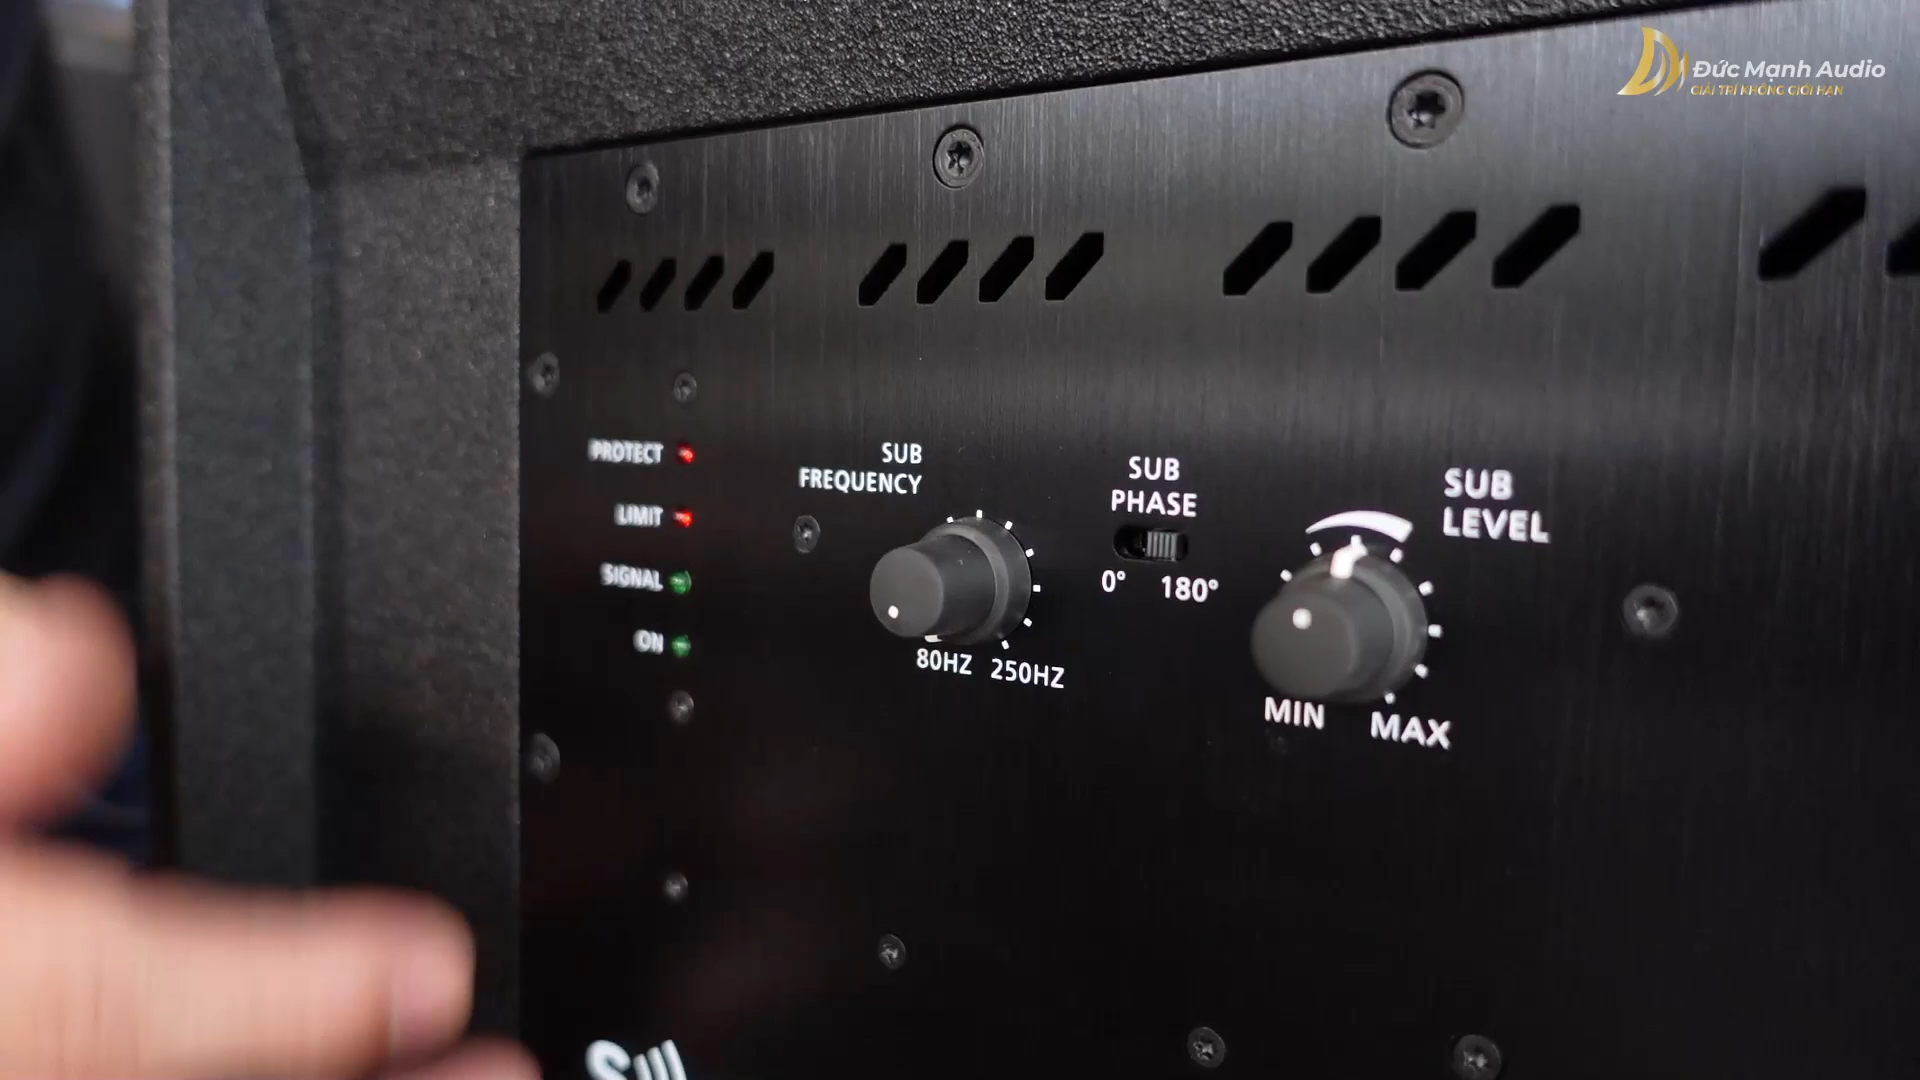 Đức Mạnh Audio
GIẢI TRÍ KHÔNG GIỚI HẠN
PROTECT
LIMIT
SIGNAL
ON
SUB
FREQUENCY
80HZ 250HZ
SUB
PHASE
0° 180°
SUB
LEVEL
MIN MAX